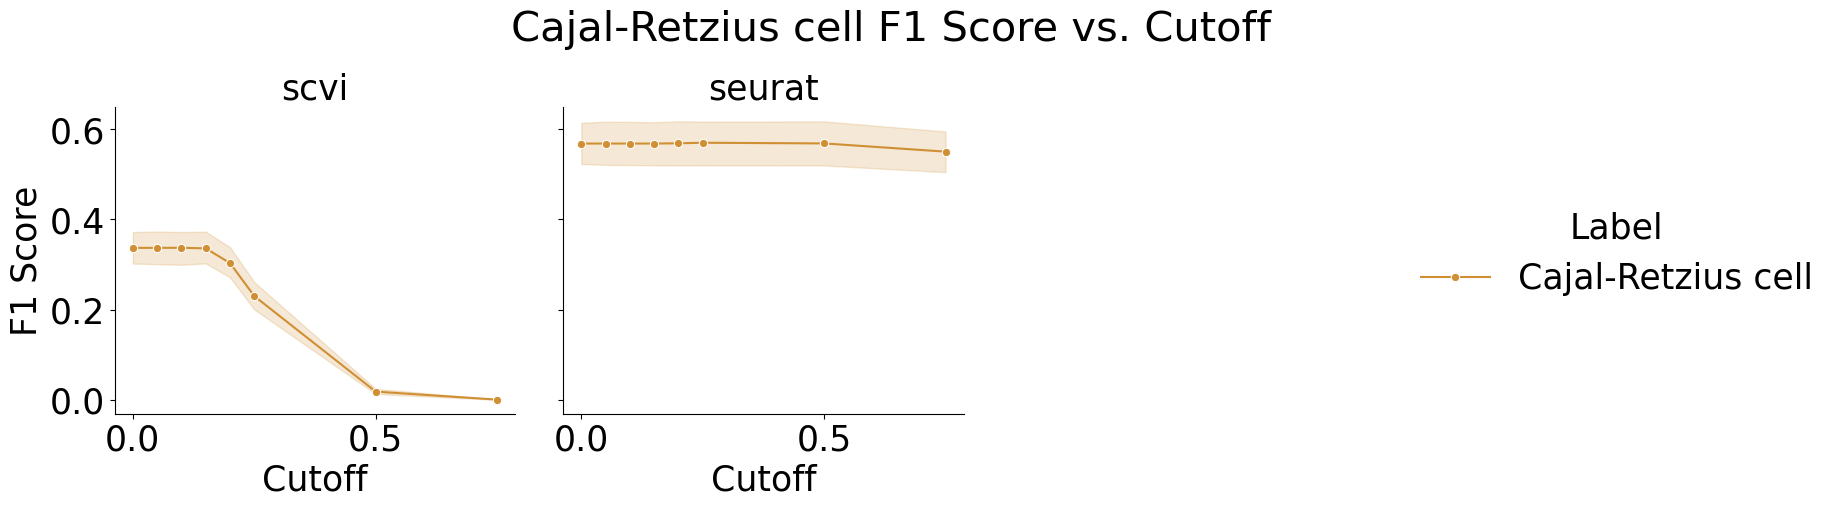 Cajal-Retzius cell F1 Score vs. Cutoff
scvi
seurat
F1 Score
0.6
0.4
0.2
0.0
0.0
0.5
0.0
0.5
Cutoff
Cutoff
Label
Cajal-Retzius cell